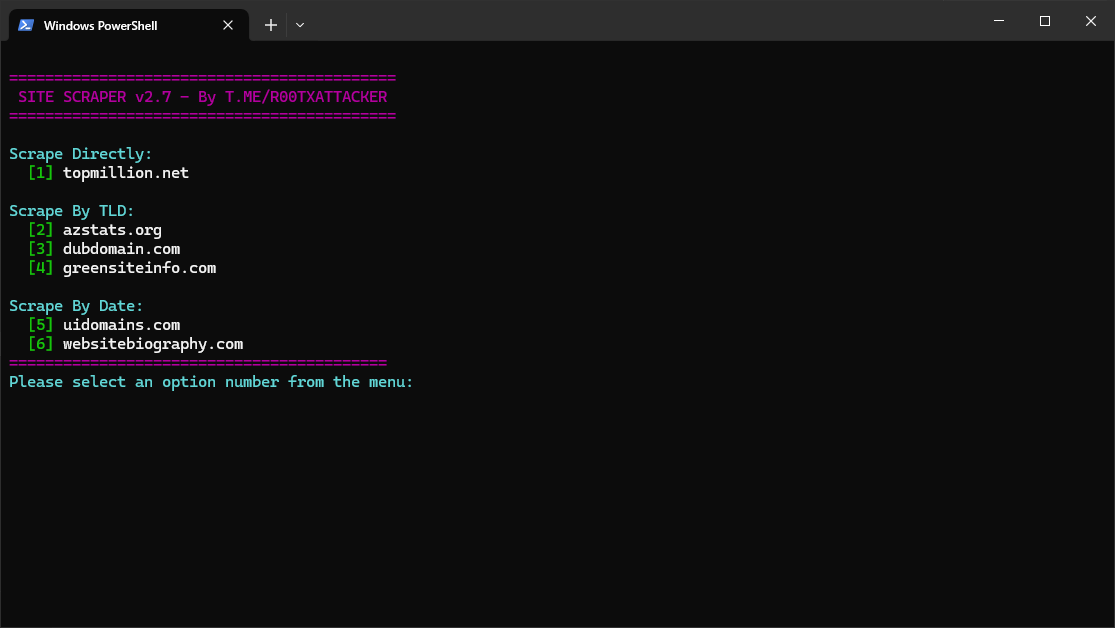 Windows PowerShell
==========================================
SITE SCRAPER v2.7 - By T.ME/R00TXATTACKER
==========================================
Scrape Directly:
[1] topmillion.net
Scrape By TLD:
[2] azstats.org
[3] dubdomain.com
[4] greensiteinfo.com
Scrape By Date:
[5] uidomains.com
[6] websitebiography.com
==========================================
Please select an option number from the menu: